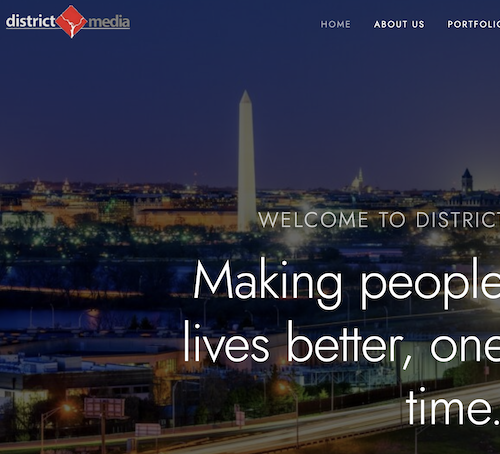 district media
HOME ABOUT US PORTFOLIO
WELCOME TO DISTRICT
Making people
lives better, one
time.